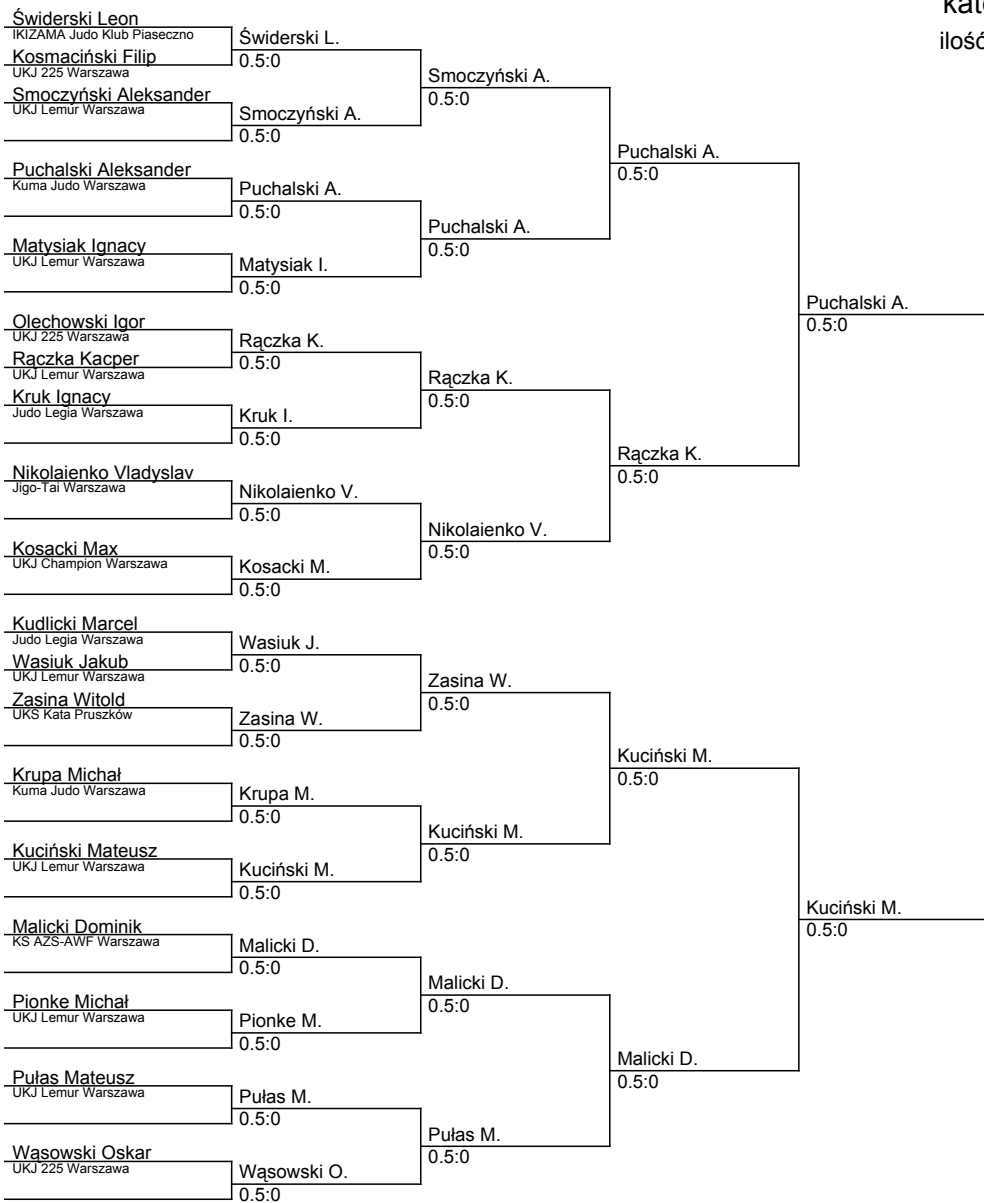 kate
ilość
Świderski Leon
IKIZAMA Judo Klub Piaseczno
Kosmaciński Filip
UKJ 225 Warszawa
Smoczyński Aleksander
UKJ Lemur Warszawa
Puchalski Aleksander
Kuma Judo Warszawa
Matysiak Ignacy
UKJ Lemur Warszawa
Olechowski Igor
UKJ 225 Warszawa
Rączka Kacper
UKJ Lemur Warszawa
Kruk Ignacy
Judo Legia Warszawa
Nikolaienko Vladyslav
Jigo-Tai Warszawa
Kosacki Max
UKJ Champion Warszawa
Kudlicki Marcel
Judo Legia Warszawa
Wasiuk Jakub
UKJ Lemur Warszawa
Zasina Witold
UKS Kata Pruszków
Krupa Michał
Kuma Judo Warszawa
Kuciński Mateusz
UKJ Lemur Warszawa
Malicki Dominik
KS AZS-AWF Warszawa
Pionke Michał
UKJ Lemur Warszawa
Pułas Mateusz
UKJ Lemur Warszawa
Wąsowski Oskar
UKJ 225 Warszawa
Świderski L.
0.5:0
Smoczyński A.
0.5:0
Puchalski A.
0.5:0
Matysiak I.
0.5:0
Rączka K.
0.5:0
Kruk I.
0.5:0
Nikolaienko V.
0.5:0
Kosacki M.
0.5:0
Wasiuk J.
0.5:0
Zasina W.
0.5:0
Krupa M.
0.5:0
Kuciński M.
0.5:0
Malicki D.
0.5:0
Pionke M.
0.5:0
Pułas M.
0.5:0
Wąsowski O.
0.5:0
Smoczyński A.
0.5:0
Puchalski A.
0.5:0
Rączka K.
0.5:0
Nikolaienko V.
0.5:0
Zasina W.
0.5:0
Kuciński M.
0.5:0
Malicki D.
0.5:0
Pułas M.
0.5:0
Puchalski A.
0.5:0
Rączka K.
0.5:0
Kuciński M.
0.5:0
Malicki D.
0.5:0
Puchalski A.
0.5:0
Kuciński M.
0.5:0